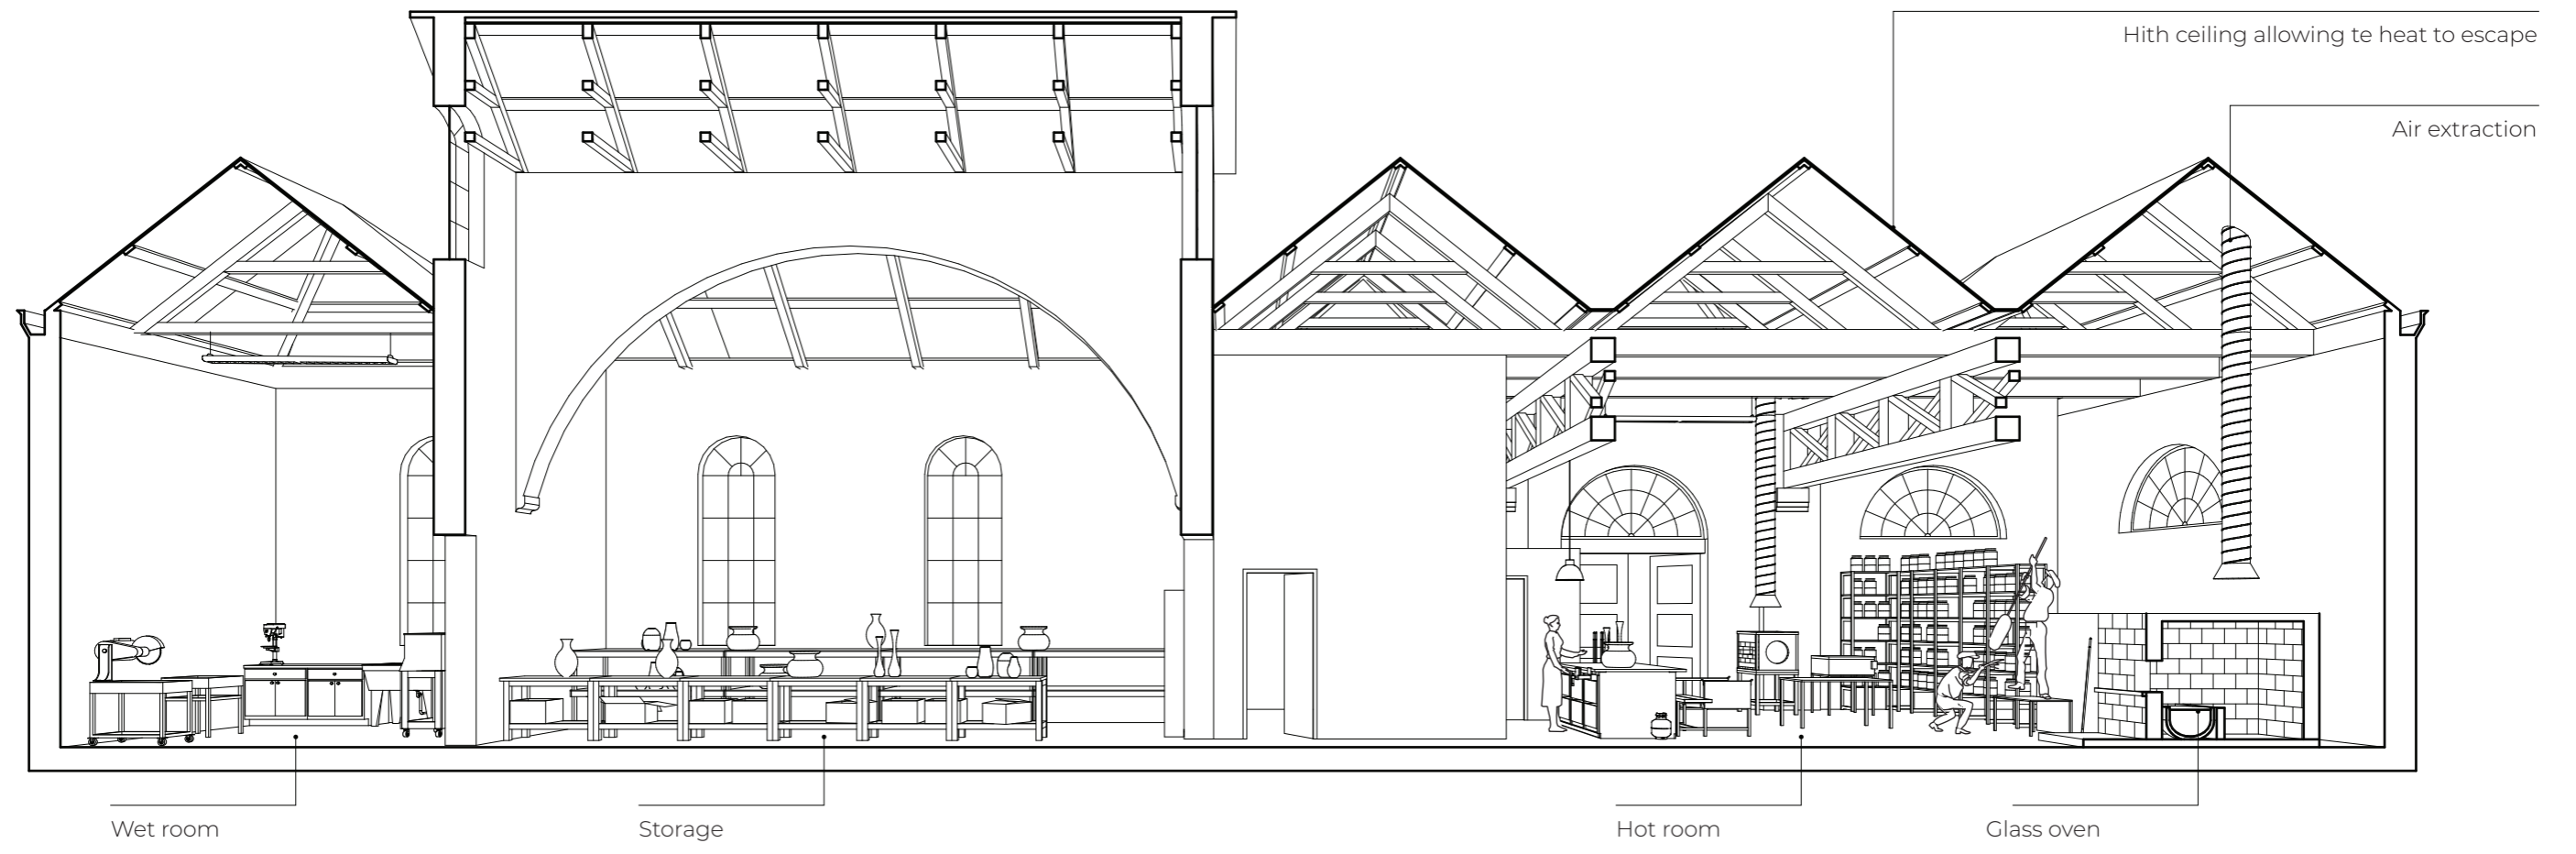 Hith ceiling allowing te heat to escape
Air extraction
Wet room
Storage
Hot room
Glass oven